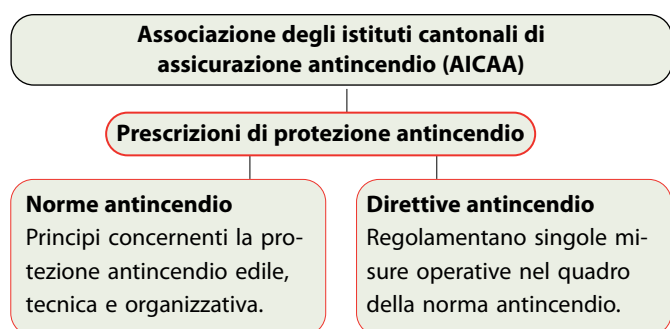 Associazione degli istituti cantonali di
assicurazione antincendio (AICAA)
Prescrizioni di protezione antincendio
Norme antincendio
Principi concernenti la pro-
tezione antincendio edile,
tecnica e organizzativa.
Direttive antincendio
Regolamentano singole mi-
sure operative nel quadro
della norma antincendio.